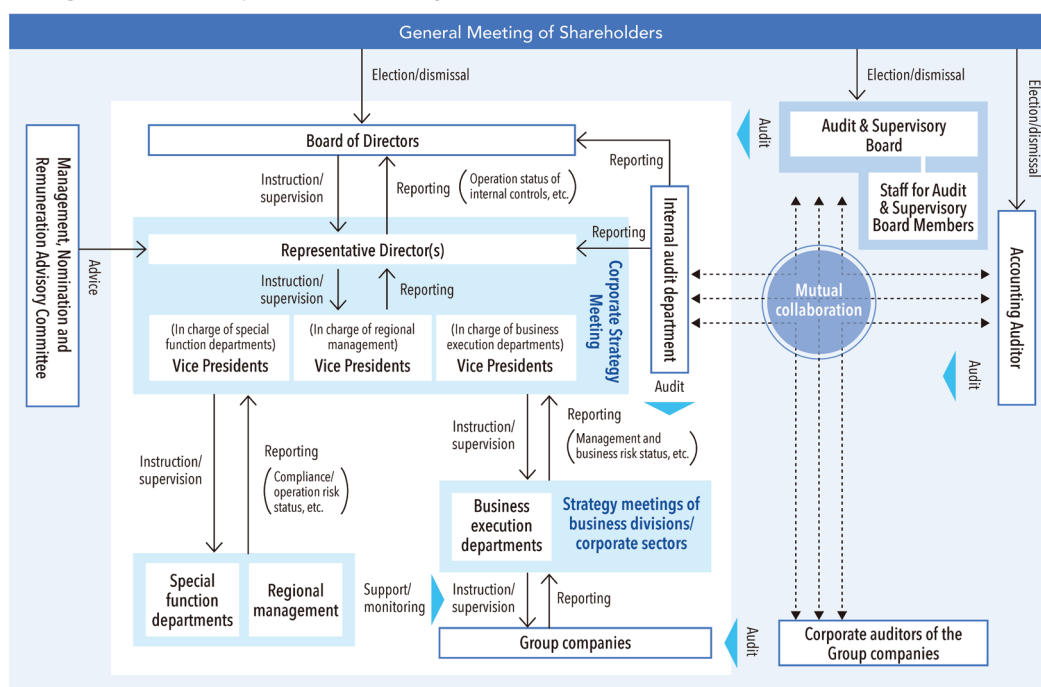 General Meeting of Shareholders
Election/dismissal
Election/dismissal
Election/dismissal
Management, Nomination and
Remuneration Advisory Committee
Advice
Board of Directors
Reporting
Instruction/
supervision
Reporting
(Operation status of
internal controls, etc.)
Audit
Audit & Supervisory
Board
Staff for Audit
& Supervisory
Board Members
Internal audit department
Reporting
Representative Director(s)
Corporate Strategy
Meeting
Instruction/
supervision
Reporting
(In charge of special
function departments)
Vice Presidents
(In charge of regional
management)
Vice Presidents
(In charge of business
execution departments)
Vice Presidents
Audit
Mutual
collaboration
Accounting Auditor
Audit
Instruction/
supervision
Reporting
(Compliance/
operation risk
status, etc.)
Instruction/
supervision
Reporting
(Management and
business risk status, etc.)
Business
execution
departments
Strategy meetings of
business divisions/
corporate sectors
Special
function
departments
Regional
management
Support/
monitoring
Instruction/
supervision
Reporting
Group companies
Audit
Corporate auditors of the
Group companies